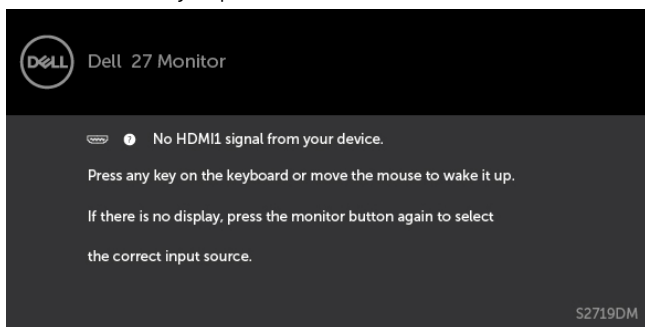 DELL
Dell 27 Monitor
? No HDMI1 signal from your device.
Press any key on the keyboard or move the mouse to wake it up.
If there is no display, press the monitor button again to select
the correct input source.
S2719DM